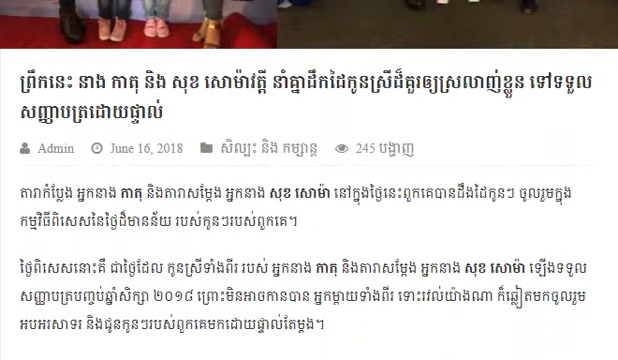 ព្រឹកនេះ នាង កាតុ និង សុខ សោម៉ាវត្តី នាំគ្នាដឹកដៃកូនស្រីដ៏គួរឲ្យស្រលាញ់ខ្លួន ទៅទទួល
សញ្ញាបត្រដោយផ្ទាល់
Admin June 16, 2018 សិល្បះ និង កម្សាន្ត 245 បង្ហាញ
តារាកំប្លែង អ្នកនាង កាតុ និងតារាសម្តែង អ្នកនាង សុខ សោម៉ា នៅក្នុងថ្ងៃនេះពួកគេបានដឹងដៃកូនៗ ចូលរួមក្នុង
កម្មវិធីពិសេសនៃថ្ងៃដ៏មានន័យ របស់កូនៗរបស់ពួកគេ។
ថ្ងៃពិសេសនោះគឺ ជាថ្ងៃដែល កូនស្រីទាំងពីរ របស់ អ្នកនាង កាតុ និងតារាសម្តែង អ្នកនាង សុខ សោម៉ា ឡើងទទួល
សញ្ញាបត្របញ្ចប់ឆ្នាំសិក្សា ២០១៨ ព្រោះមិនអាចកានបាន អ្នកម្តាយទាំងពីរ ទោះរវល់យ៉ាងណា ក៏ឆ្លៀតមកចូលរួម
អបអរសាទរ និងជូនកូនៗរបស់ពួកគេមកដោយផ្ទាល់តែម្តង។